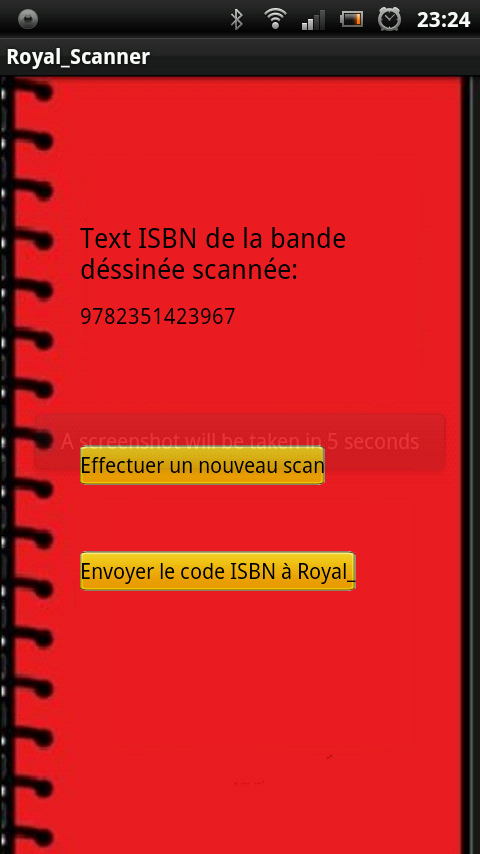 23:24
Royal_Scanner
Text ISBN de la bande
déssinée scannée:
9782351423967
A screenshot will be taken in 5 seconds
Effectuer un nouveau scan
Envoyer le code ISBN à Royal_